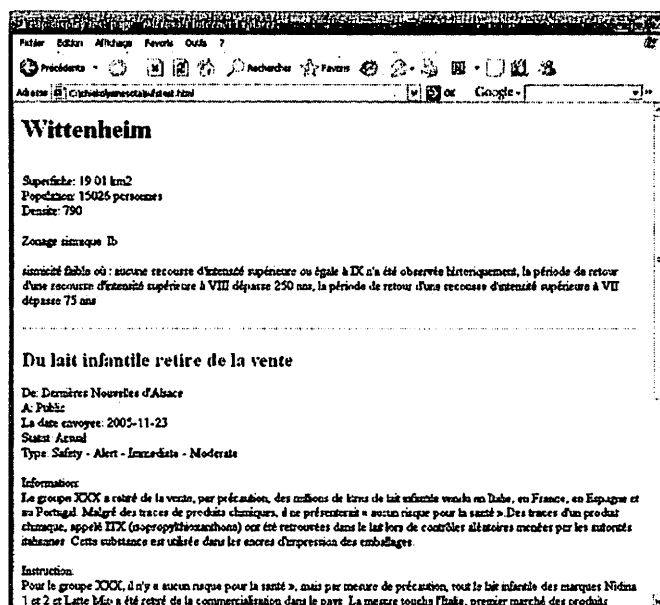 Fichier Edition Affichage Favoris Outils ?
Précédente Rechercher Favoris
Adresse C:\ OK Google
Wittenheim
Superfiche: 19.01 km2
Population: 15026 personnes
Densite: 790
Zonage sismique: Ib
sismicité faible où : aucune secousse d'intensité supérieure ou égale à IX n'a été observée historiquement, la période de retour
d'une secousse d'intensité supérieure à VIII dépasse 250 ans, la période de retour d'une secousse d'intensité supérieure à VII
dépasse 75 ans
Du lait infantile retire de la vente
De: Dernières Nouvelles d'Alsace
A: Public
La date envoyee: 2005-11-23
Statut: Actual
Type: Safety - Alert - Immediate - Moderate
Information:
Le groupe XXX a retiré de la vente, par précaution, des millions de litres de lait infantile vendu en Italie, en France, en Espagne et
au Portugal. Malgré des traces de produits chimiques, il ne présenterait « aucun risque pour la santé ».Des traces d'un produit
chimique, appelé ITX (isopropylthioxanthone) ont été retrouvées dans le lait lors de contrôles aléatoires menées par les autorités
italiennes. Cette substance est utilisée dans les encres d'impression des emballages.
Instruction:
Pour le groupe XXX, il n'y a aucun risque pour la santé », mais par mesure de précaution, tout le lait infantile des marques Nidina
1 et 2 et Latte Mio a été retiré de la commercialisation dans le pays. La mesure touche l'Italie, premier marché des produits